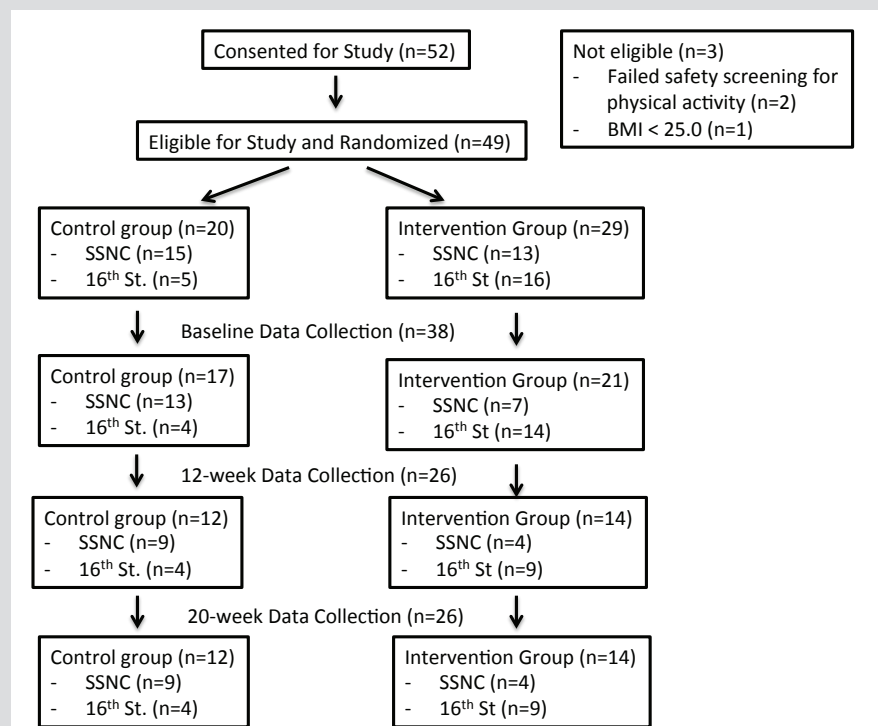 Consented for Study (n=52)
Not eligible (n=3)
- Failed safety screening for
physical activity (n=2)
- BMI < 25.0 (n=1)
Eligible for Study and Randomized (n=49)
Control group (n=20)
- SSNC (n=15)
- 16th St. (n=5)
Intervention Group (n=29)
- SSNC (n=13)
- 16th St (n=16)
Baseline Data Collection (n=38)
Control group (n=17)
- SSNC (n=13)
- 16th St. (n=4)
Intervention Group (n=21)
- SSNC (n=7)
- 16th St (n=14)
12-week Data Collection (n=26)
Control group (n=12)
- SSNC (n=9)
- 16th St. (n=4)
Intervention Group (n=14)
- SSNC (n=4)
- 16th St (n=9)
20-week Data Collection (n=26)
Control group (n=12)
- SSNC (n=9)
- 16th St. (n=4)
Intervention Group (n=14)
- SSNC (n=4)
- 16th St (n=9)